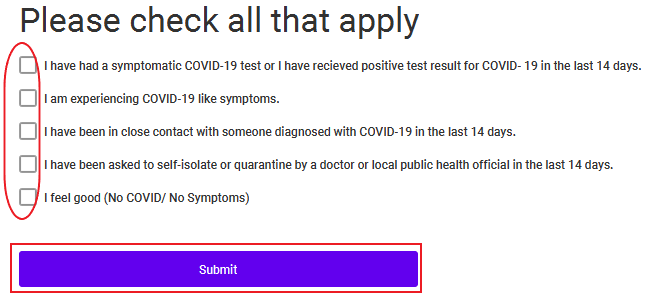 Please check all that apply
I have had a symptomatic COVID-19 test or I have recieved positive test result for COVID- 19 in the last 14 days.
I am experiencing COVID-19 like symptoms.
I have been in close contact with someone diagnosed with COVID-19 in the last 14 days.
I have been asked to self-isolate or quarantine by a doctor or local public health official in the last 14 days.
I feel good (No COVID/ No Symptoms)
Submit